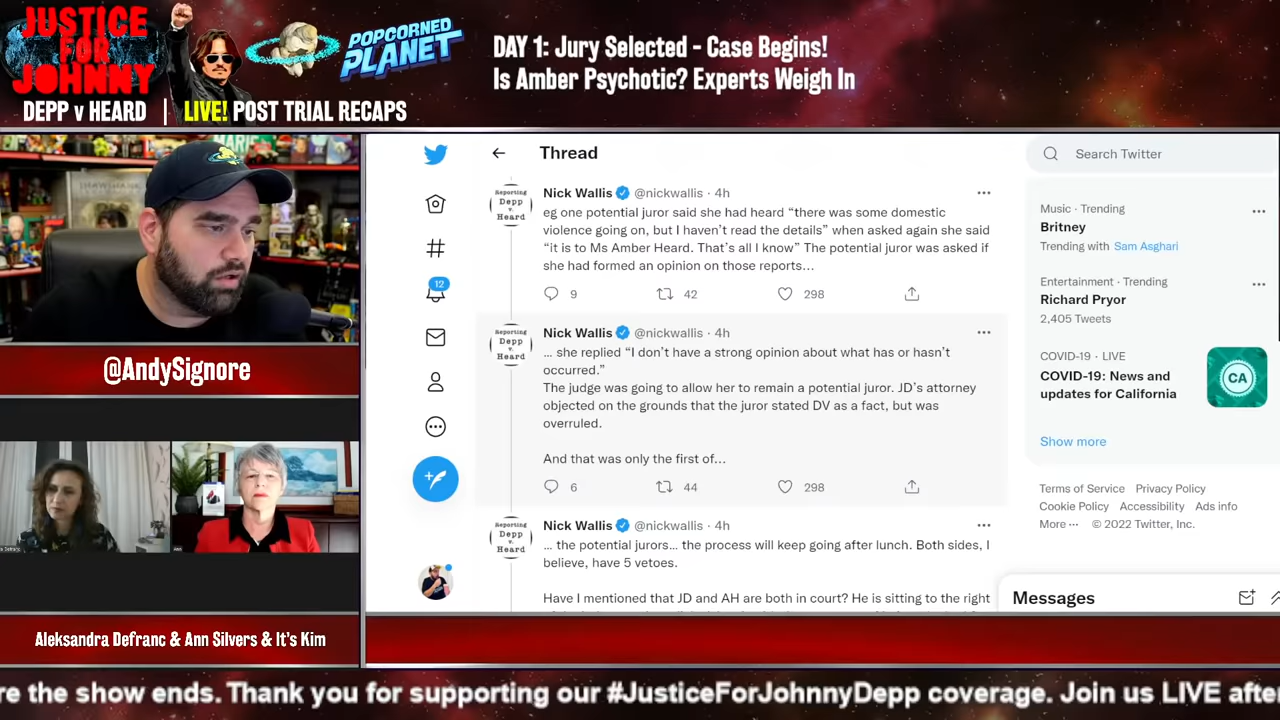 JUSTICE
FOR
JOHNNY
POPCORNED
PLANET
DEPP v HEARD | LIVE! POST TRIAL RECAPS
DAY 1: Jury Selected - Case Begins!
Is Amber Psychotic? Experts Weigh In
@AndySignore
Aleksandra Defranc & Ann Silvers & It's Kim
Thread
Reporting
Depp
v.
Heard
Nick Wallis @nickwallis · 4h
eg one potential juror said she had heard “there was some domestic
violence going on, but I haven’t read the details” when asked again she said
“it is to Ms Amber Heard. That’s all I know” The potential juror was asked if
she had formed an opinion on those reports…
9 42 298
Reporting
Depp
v.
Heard
Nick Wallis @nickwallis · 4h
… she replied “I don’t have a strong opinion about what has or hasn’t
occurred.”
The judge was going to allow her to remain a potential juror. JD’s attorney
objected on the grounds that the juror stated DV as a fact, but was
overruled.
And that was only the first of…
6 44 298
Reporting
Depp
v.
Heard
Nick Wallis @nickwallis · 4h
… the potential jurors… the process will keep going after lunch. Both sides, I
believe, have 5 vetoes.
Have I mentioned that JD and AH are both in court? He is sitting to the right
12
Search Twitter
Music · Trending
Britney
Trending with Sam Asghari
Entertainment · Trending
Richard Pryor
2,405 Tweets
COVID-19 · LIVE
COVID-19: News and
updates for California
CA
Show more
Terms of Service Privacy Policy
Cookie Policy Accessibility Ads info
More ··· © 2022 Twitter, Inc.
Messages
re the show ends. Thank you for supporting our #JusticeForJohnnyDepp coverage. Join us LIVE afte